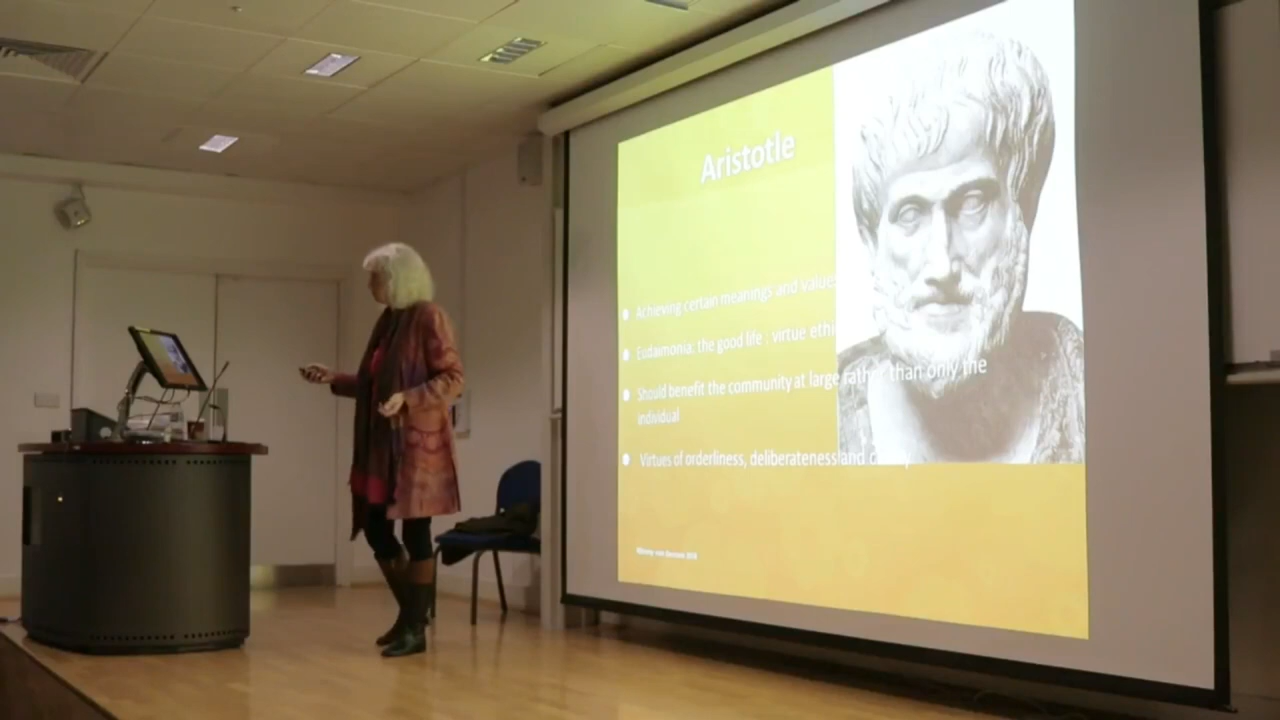 Aristotle
Achieving certain meanings and values
Eudaimonia: the good life : virtue ethi
Should benefit the community at large rather than only the
individual
Virtues of orderliness, deliberateness and